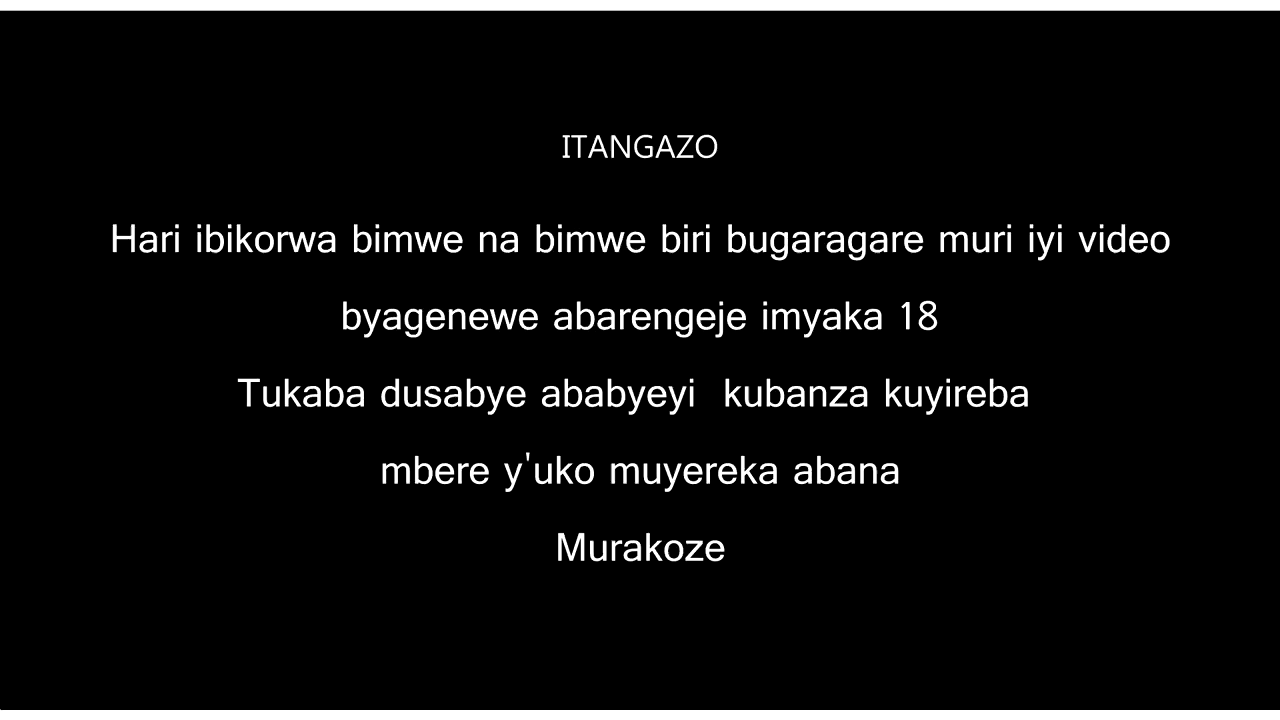 ITANGAZO
Hari ibikorwa bimwe na bimwe biri bugaragare muri iyi video
byagenewe abarengeje imyaka 18
Tukaba dusabye ababyeyi kubanza kuyireba
mbere y'uko muyereka abana
Murakoze